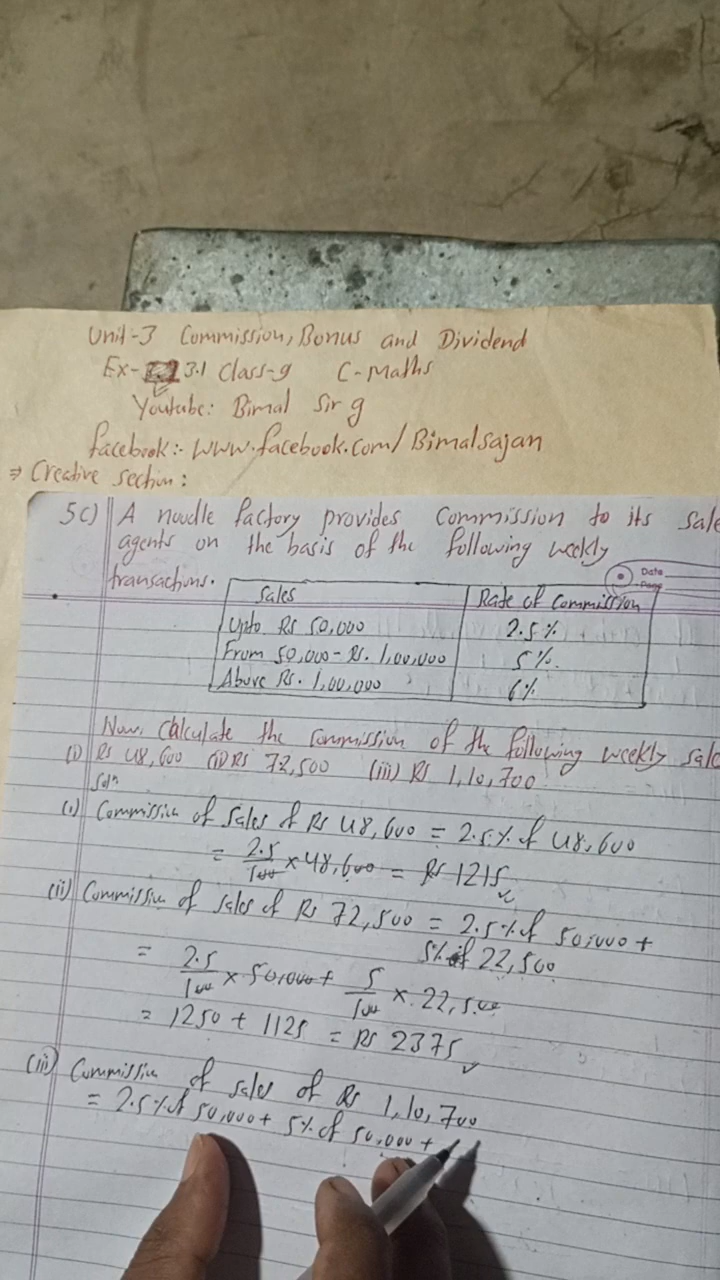 Unit-3 Commission, Bonus and Dividend
Ex- 3.1 Class-9 C-Maths
Youtube: Bimal Sir g
facebook:- www.facebook.com/Bimalsajan
⇒ Creative section:
5c) A noodle factory provides commission to its sale
agents on the basis of the following weekly
transactions.
Date
Page
Sales Rate of Commission
Upto Rs 50,000 2.5%
From 50,000 - Rs. 1,00,000 5%.
Above Rs. 1,00,000 6%
Now, Calculate the commission of the following weekly sale
(i) Rs 48,600 (ii) Rs 72,500 (iii) Rs 1,10,700
Solⁿ
(i) Commission of sales of Rs 48,600 = 2.5% of 48,600
= 2.5/100 × 48,600 = Rs 1215
(ii) Commission of sales of Rs 72,500 = 2.5% of 50,000 +
5% of 22,500
= 2.5/100 × 50,000 + 5/100 × 22,500
= 1250 + 1125 = Rs 2375
(iii) Commission of sales of Rs 1,10,700
= 2.5% of 50,000 + 5% of 50,000 +